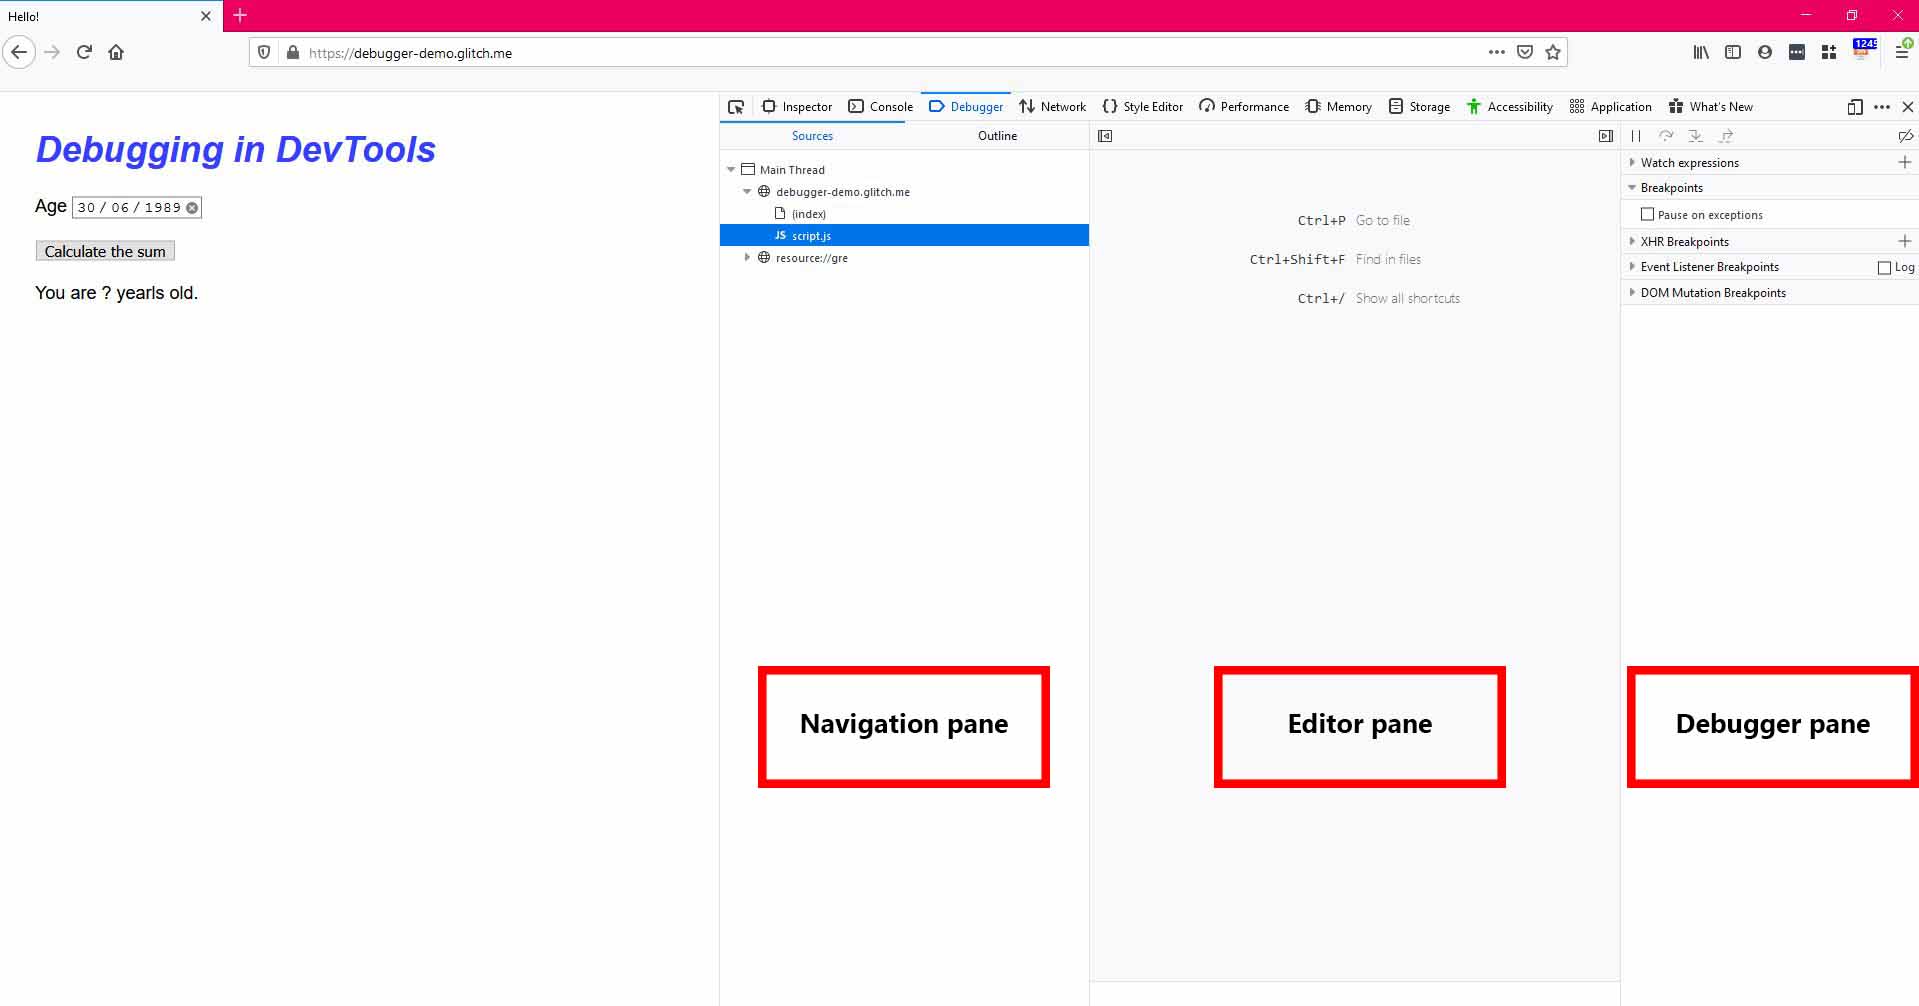 Hello!
https://debugger-demo.glitch.me
Inspector Console Debugger Network Style Editor Performance Memory Storage Accessibility Application What's New
Sources Outline
Debugging in DevTools
Age 30 / 06 / 1989
Calculate the sum
You are ? yearls old.
Main Thread
debugger-demo.glitch.me
(index)
JS script.js
resource://gre
Ctrl+P Go to file
Ctrl+Shift+F Find in files
Ctrl+/ Show all shortcuts
Watch expressions
Breakpoints
Pause on exceptions
XHR Breakpoints
Event Listener Breakpoints Log
DOM Mutation Breakpoints
Navigation pane
Editor pane
Debugger pane